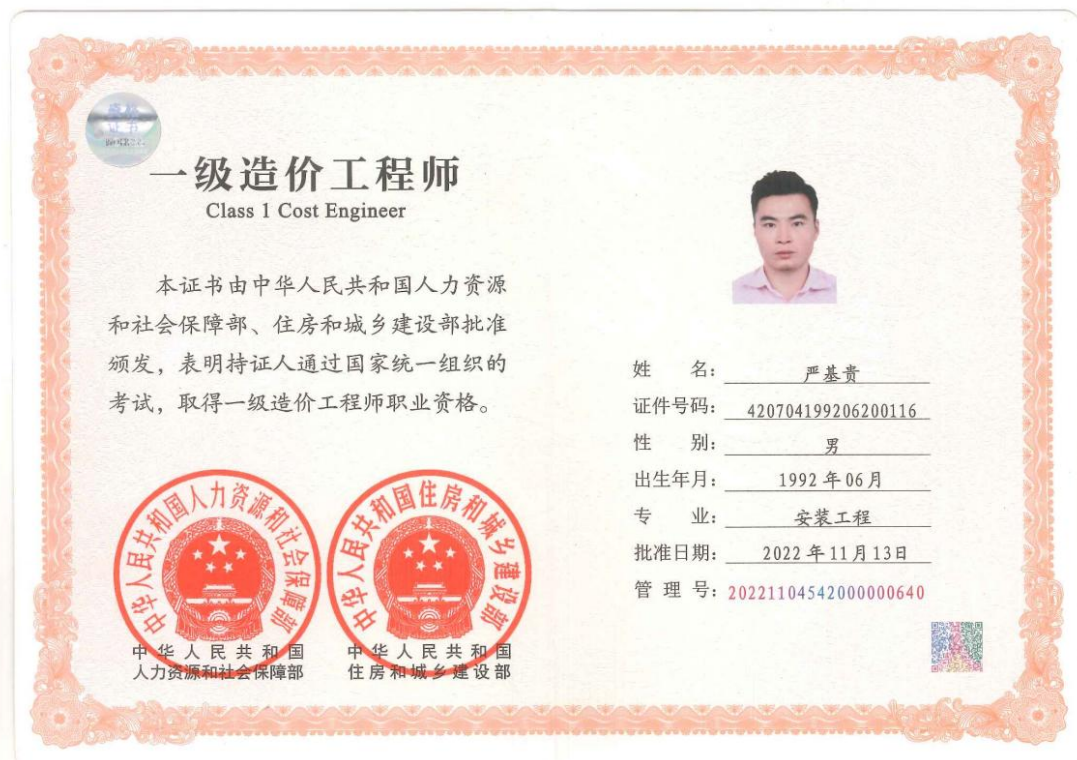 一级造价工程师
Class 1 Cost Engineer
本证书由中华人民共和国人力资源
和社会保障部、住房和城乡建设部批准
颁发，表明持证人通过国家统一组织的
考试，取得一级造价工程师职业资格。
中华人民共和国人力资源和社会保障部
中华人民共和国住房和城乡建设部
中华人民共和国
人力资源和社会保障部
中华人民共和国
住房和城乡建设部
姓 名： 严基贵
证件号码： 420704199206200116
性 别： 男
出生年月： 1992年06月
专 业： 安装工程
批准日期： 2022年11月13日
管 理 号： 20221104542000000640